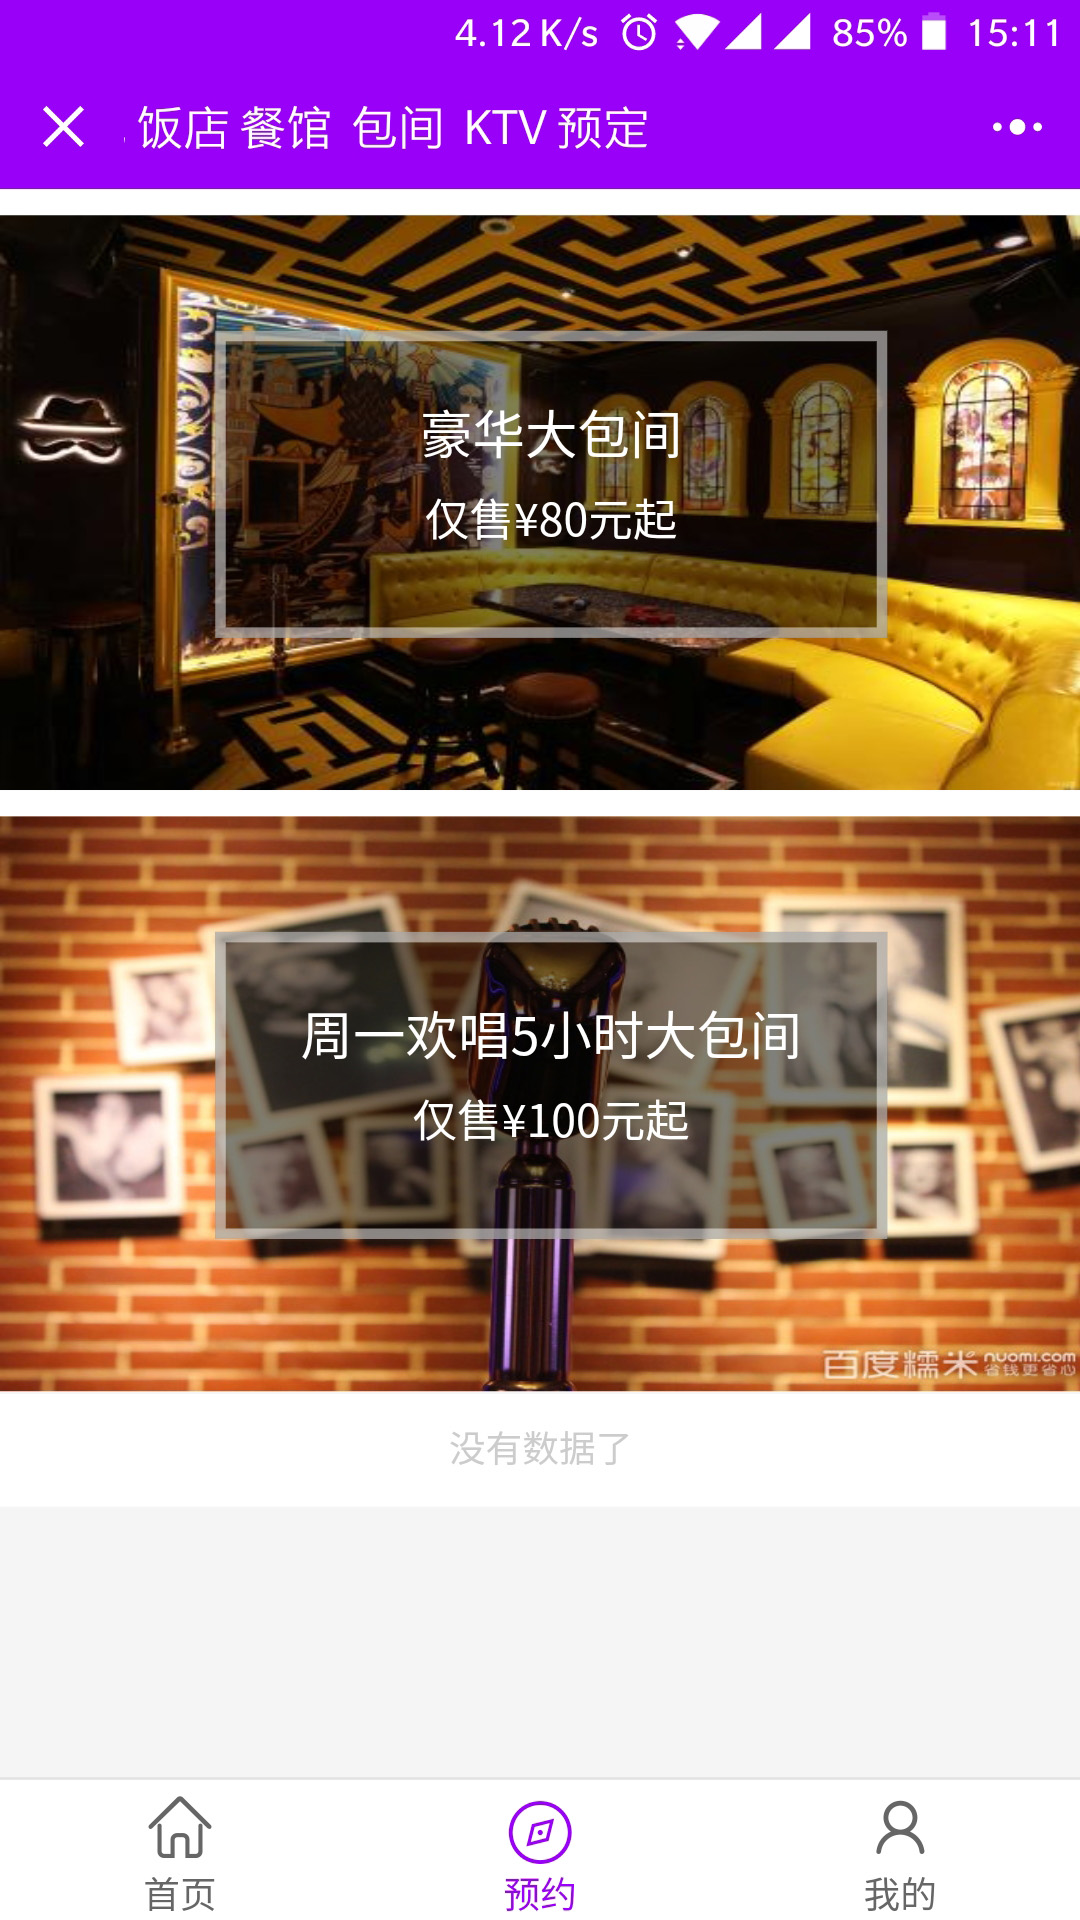 4.12 K/s 85% 15:11
饭店 餐馆 包间 KTV 预定
豪华大包间
仅售¥80元起
周一欢唱5小时大包间
仅售¥100元起
百度糯米 nuomi.com
省钱更省心
没有数据了
首页 预约 我的